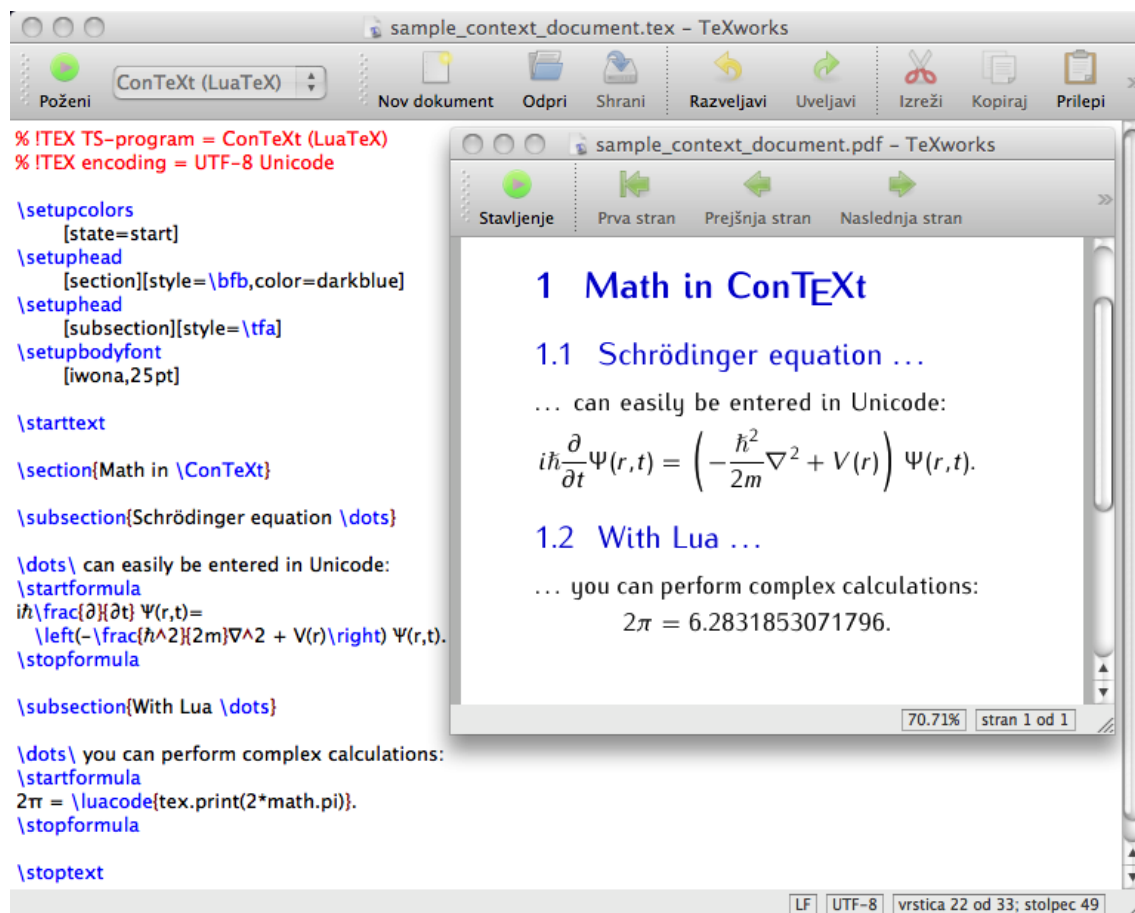 sample_context_document.tex – TeXworks
Poženi
ConTeXt (LuaTeX)
Nov dokument Odpri Shrani Razveljavi Uveljavi Izreži Kopiraj Prilepi
% !TEX TS-program = ConTeXt (LuaTeX)
% !TEX encoding = UTF-8 Unicode
\setupcolors
[state=start]
\setuphead
[section][style=\bfb,color=darkblue]
\setuphead
[subsection][style=\tfa]
\setupbodyfont
[iwona,25pt]
\starttext
\section{Math in \ConTeXt}
\subsection{Schrödinger equation \dots}
\dots\ can easily be entered in Unicode:
\startformula
iℏ\frac{∂}{∂t} Ψ(r,t)=
\left(-\frac{ℏ^2}{2m}∇^2 + V(r)\right) Ψ(r,t).
\stopformula
\subsection{With Lua \dots}
\dots\ you can perform complex calculations:
\startformula
2π = \luacode{tex.print(2*math.pi)}.
\stopformula
\stoptext
LF UTF-8 vrstica 22 od 33; stolpec 49
sample_context_document.pdf – TeXworks
Stavljenje Prva stran Prejšnja stran Naslednja stran
1 Math in ConTEXt
1.1 Schrödinger equation …
… can easily be entered in Unicode:
iℏ ∂/∂t Ψ(r,t) = (−ℏ²/2m ∇² + V(r)) Ψ(r,t).
1.2 With Lua …
… you can perform complex calculations:
2π = 6.2831853071796.
70.71% stran 1 od 1